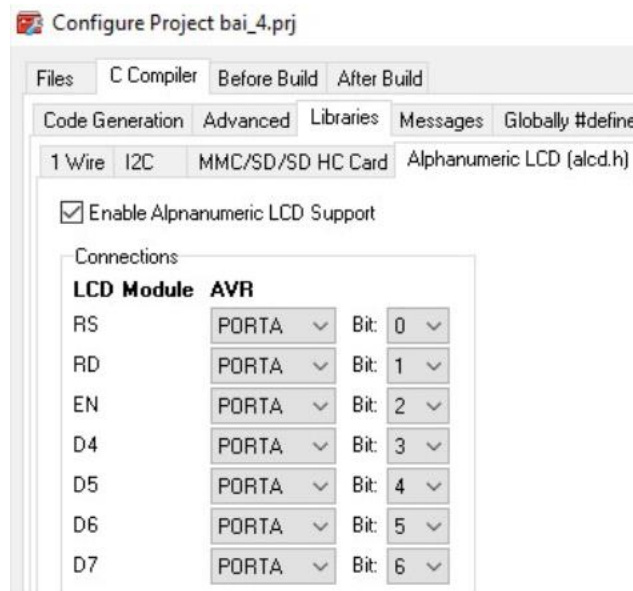 Configure Project bai_4.prj
Files C Compiler Before Build After Build
Code Generation Advanced Libraries Messages Globally #define
1 Wire I2C MMC/SD/SD HC Card Alphanumeric LCD (alcd.h)
Enable Alpnanumeric LCD Support
Connections
LCD Module AVR
RS PORTA Bit: 0
RD PORTA Bit: 1
EN PORTA Bit: 2
D4 PORTA Bit: 3
D5 PORTA Bit: 4
D6 PORTA Bit: 5
D7 PORTA Bit: 6